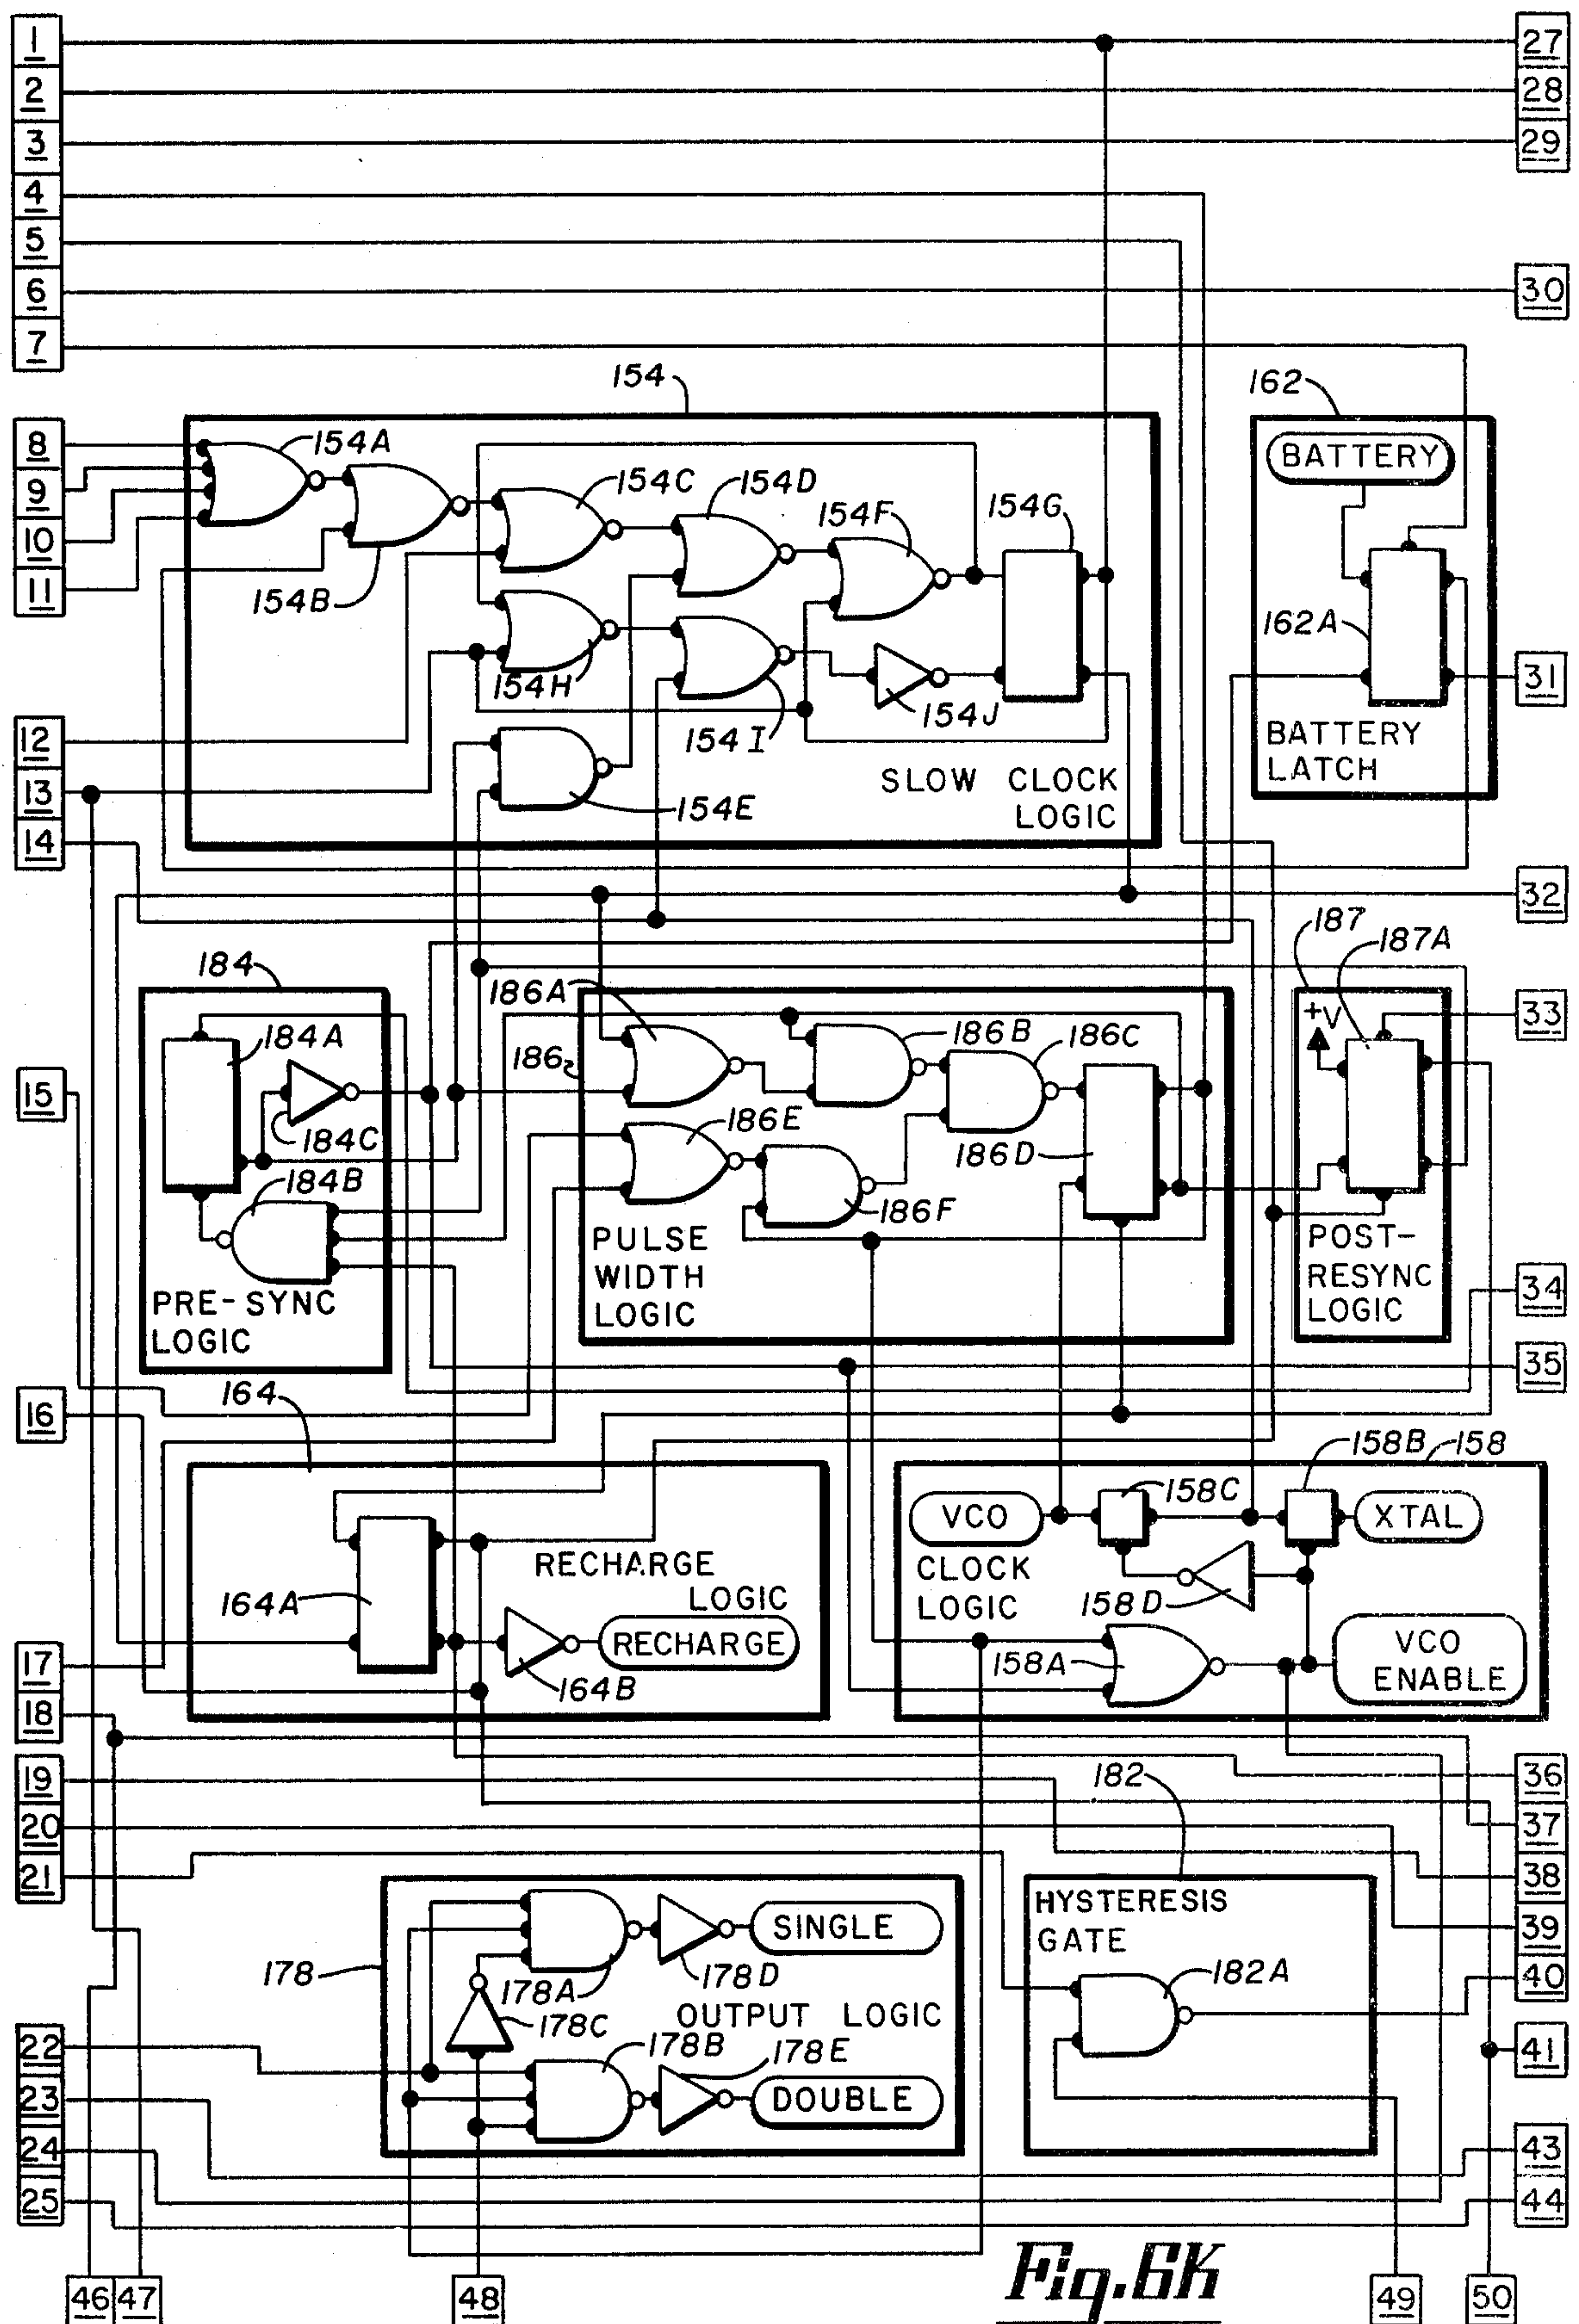 1
27
2
28
3
29
4
5
6
30
7
154
162
8
154A
BATTERY
9
154C
154D
154F
154G
10
11
154B
162A
154H
31
154J
12
154I
BATTERY
LATCH
13
SLOW CLOCK
LOGIC
154E
14
32
187
187A
184
186A
+V
33
184A
186B
186C
186
15
184C
186E
186D
184B
186F
PULSE
WIDTH
LOGIC
POST-
RESYNC
LOGIC
PRE-SYNC
LOGIC
34
35
16
164
158B
158
158C
VCO
XTAL
RECHARGE
LOGIC
CLOCK
LOGIC
164A
158D
RECHARGE
VCO
ENABLE
17
158A
164B
18
19
182
36
20
37
21
38
HYSTERESIS
GATE
SINGLE
39
178
178A
178D
182A
40
OUTPUT LOGIC
178C
22
178B
178E
41
23
DOUBLE
24
43
25
44
Fig. 6K
46
47
48
49
50